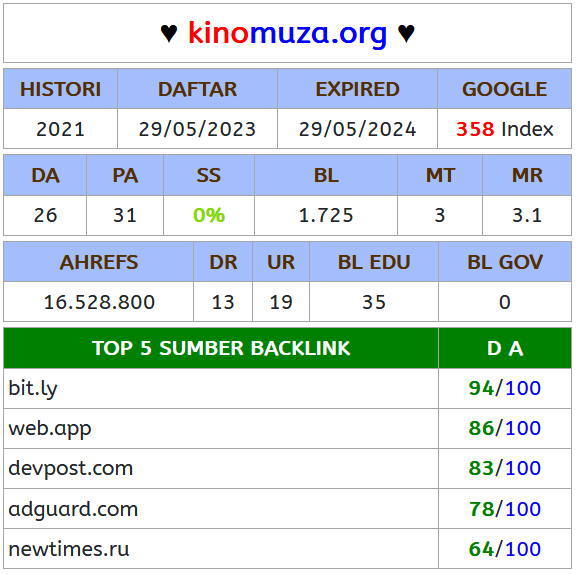 ♥ kinomuza.org ♥
HISTORI DAFTAR EXPIRED GOOGLE
2021 29/05/2023 29/05/2024 358 Index
DA PA SS BL MT MR
26 31 0% 1.725 3 3.1
AHREFS DR UR BL EDU BL GOV
16.528.800 13 19 35 0
TOP 5 SUMBER BACKLINK D A
bit.ly 94/100
web.app 86/100
devpost.com 83/100
adguard.com 78/100
newtimes.ru 64/100